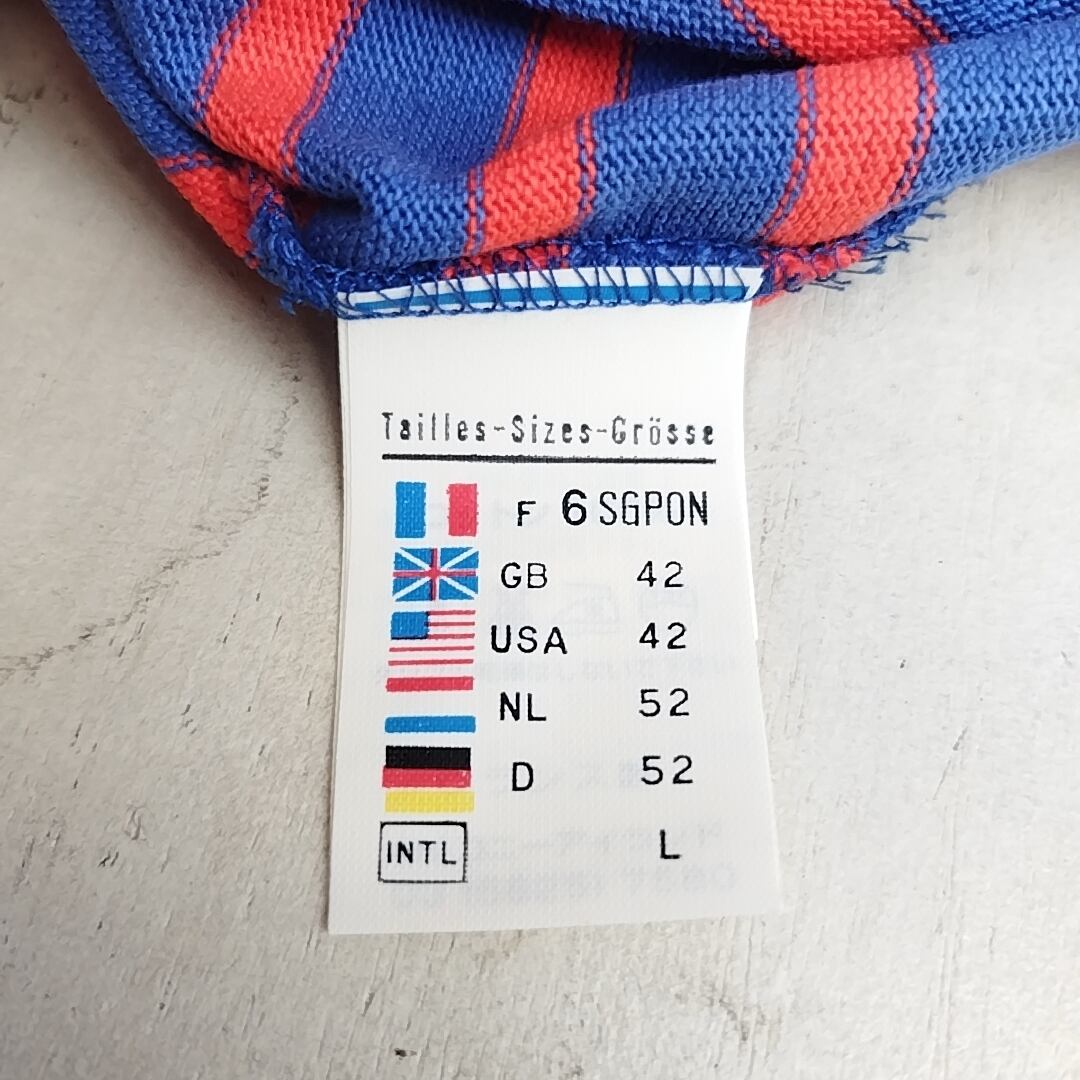 Tailles-Sizes-Grösse
F 6 SGPON
GB 42
USA 42
NL 52
D 52
INTL L